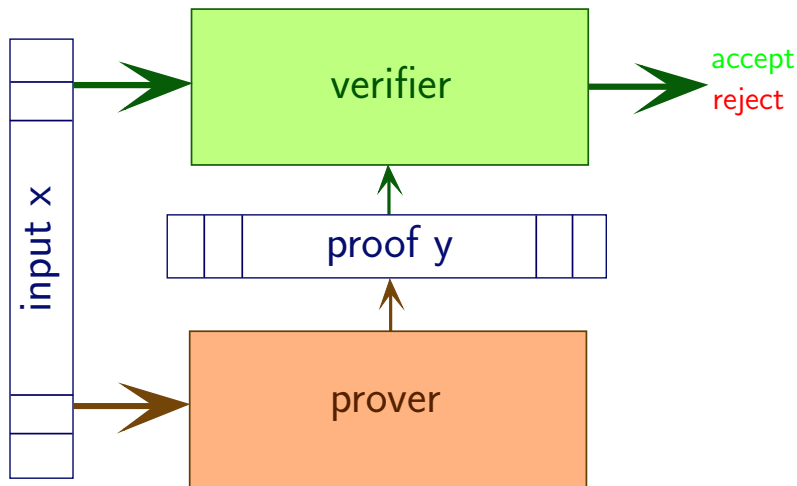 verifier
accept
reject
input x
proof y
prover